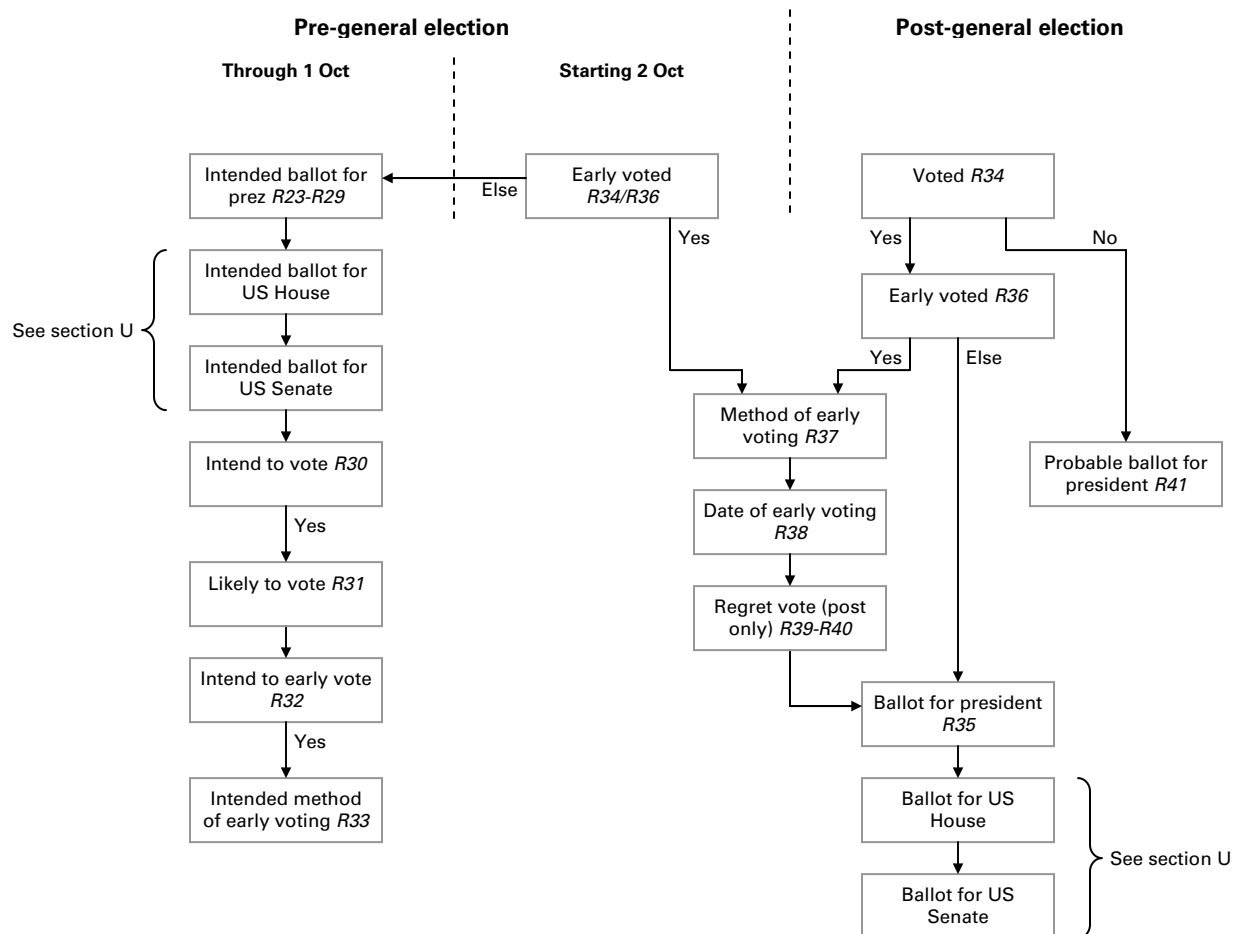 Pre-general election
Post-general election
Through 1 Oct
Starting 2 Oct
Intended ballot for
prez R23-R29
Else
Early voted
R34/R36
Voted R34
Yes
Yes
No
Intended ballot for
US House
Early voted R36
See section U
Intended ballot for
US Senate
Yes
Else
Method of early
voting R37
Intend to vote R30
Probable ballot for
president R41
Yes
Date of early voting
R38
Likely to vote R31
Regret vote (post
only) R39-R40
Intend to early vote
R32
Ballot for president
R35
Yes
Intended method
of early voting R33
Ballot for US
House
See section U
Ballot for US
Senate